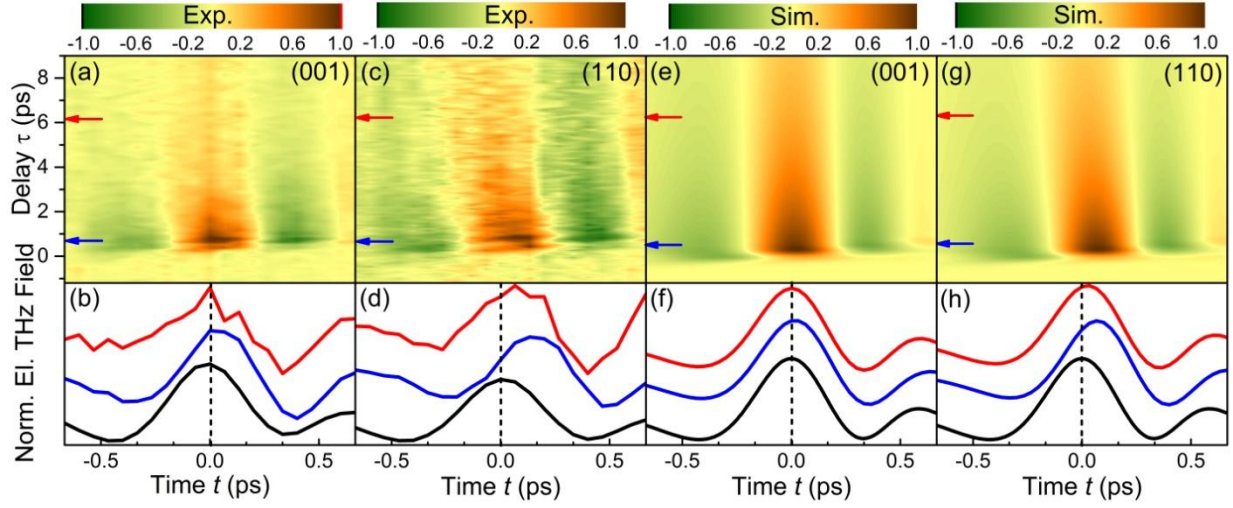 Exp. Exp. Sim. Sim.
-1.0 -0.6 -0.2 0.2 0.6 1.0 -1.0 -0.6 -0.2 0.2 0.6 1.0 -1.0 -0.6 -0.2 0.2 0.6 1.0 -1.0 -0.6 -0.2 0.2 0.6 1.0
(a) (001) (c) (110) (e) (001) (g) (110)
8
6
4
2
0
Delay τ (ps)
(b) (d) (f) (h)
Norm. El. THz Field
-0.5 0.0 0.5 -0.5 0.0 0.5 -0.5 0.0 0.5 -0.5 0.0 0.5
Time t (ps) Time t (ps) Time t (ps) Time t (ps)